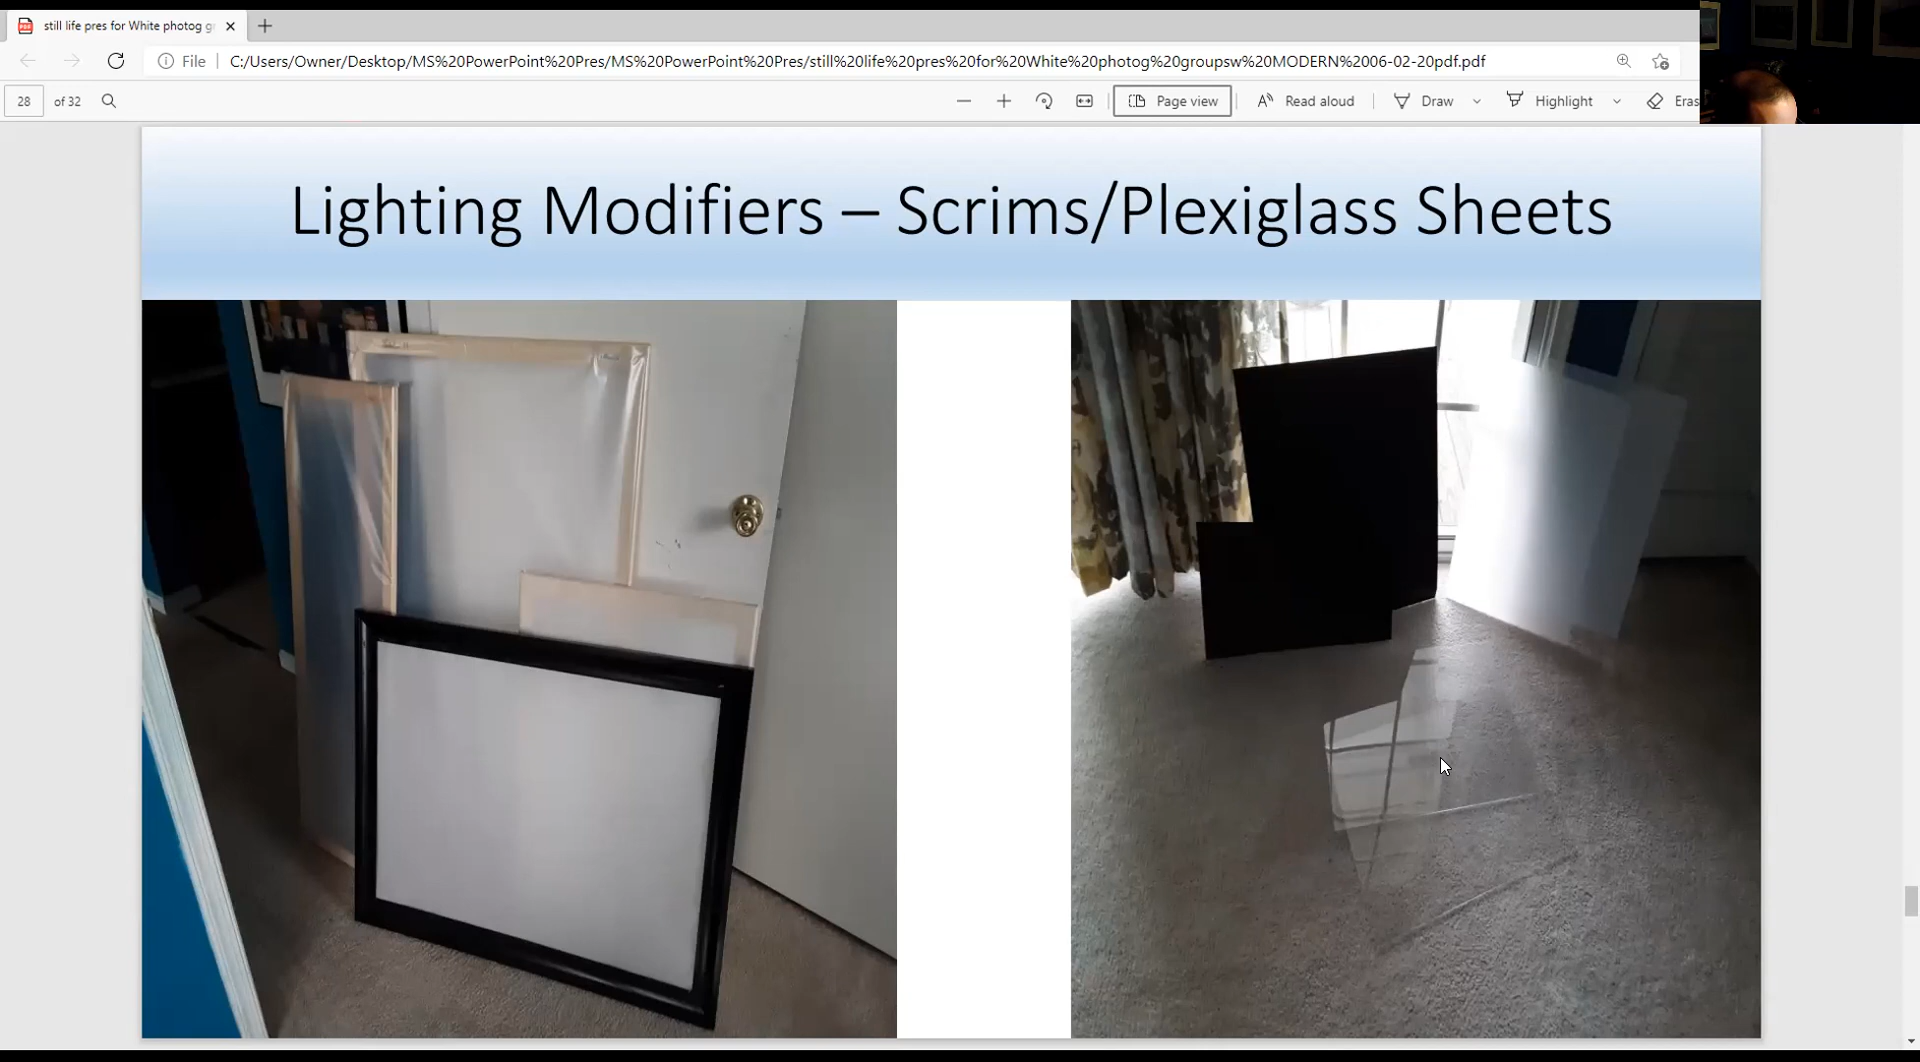 still life pres for White photog g
File
C:/Users/Owner/Desktop/MS%20PowerPoint%20Pres/MS%20PowerPoint%20Pres/still%20life%20pres%20for%20White%20photog%20groupsw%20MODERN%2006-02-20pdf.pdf
28 of 32
Page view
Read aloud
Draw
Highlight
Eras
Lighting Modifiers – Scrims/Plexiglass Sheets